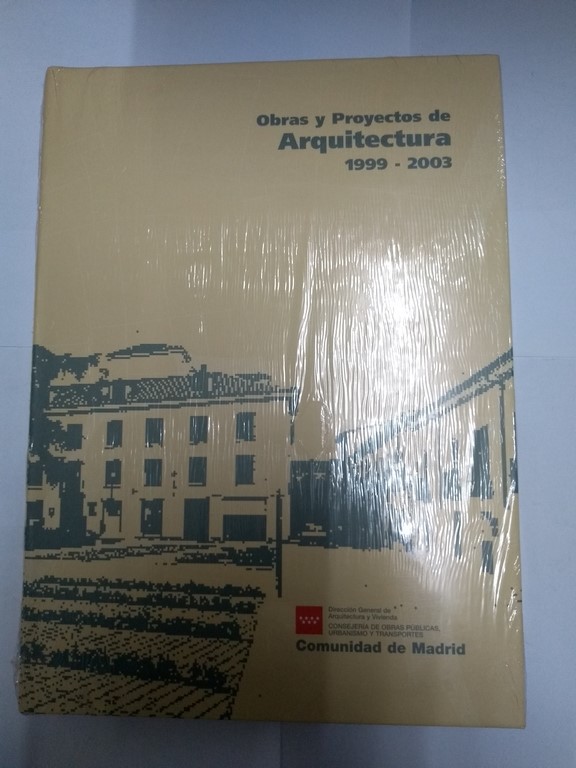 Obras y Proyectos de
Arquitectura
1999 - 2003
Dirección General de
Arquitectura y Vivienda
CONSEJERÍA DE OBRAS PÚBLICAS,
URBANISMO Y TRANSPORTES
Comunidad de Madrid